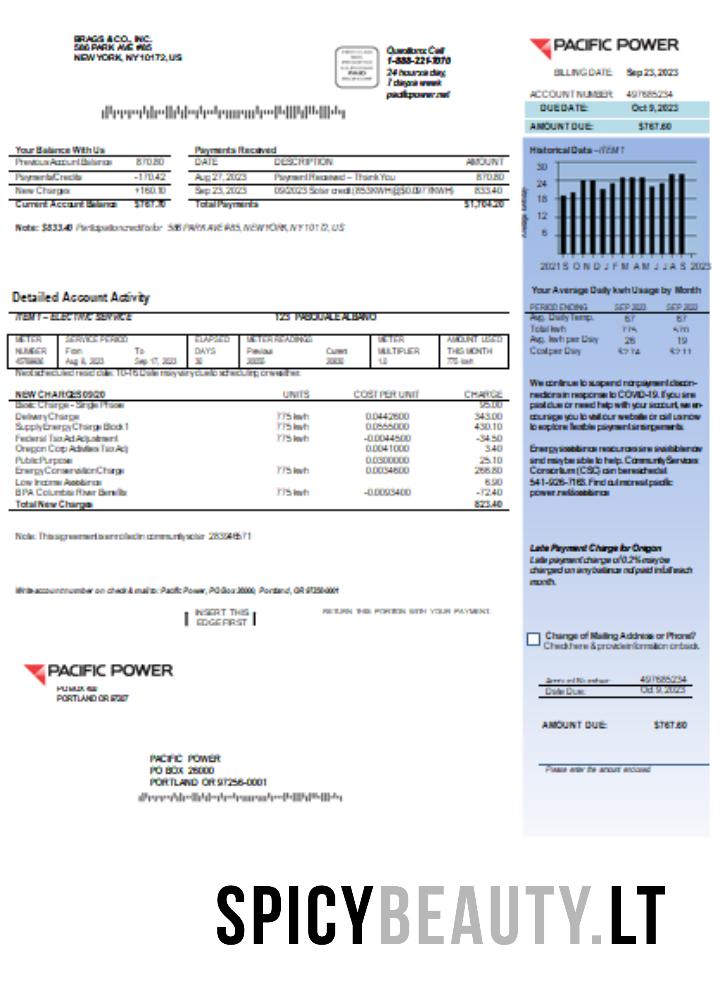 BRAGS & CO., INC.
586 PARK AVE #85
NEW YORK, NY 10172, US
PAID
Questions: Call
1-888-221-7070
24 hours a day,
7 days a week
pacificpower.net
PACIFIC POWER
BILLING DATE: Sep 23, 2023
ACCOUNT NUMBER: 497685234
DUE DATE: Oct 9, 2023
AMOUNT DUE: $767.60
Your Balance With Us
Previous Account Balance 870.80
Payments/Credits -170.42
New Charges +160.10
Current Account Balance
Payments Received
DATE DESCRIPTION AMOUNT
Aug 27, 2023 Payment Received – Thank You 870.80
Sep 23, 2023 09/2023 Solar credit (853KWH@$0.0977KWH) 833.40
Total Payments $1,704.20
Note: $833.40 Participation credits for 586 PARK AVE #85, NEW YORK, NY 10172, US
Historical Data – ITEM 1
30
24
18
12
6
2021 S O N D J F M A M J J A S 2023
Your Average Daily kwh Usage by Month
PERIOD ENDING SEP 2023 SEP 2022
Avg. Daily Temp. 67 67
Total kwh 775 570
Avg. kwh per Day 26 19
Cost per Day $2.74 $2.11
Detailed Account Activity
ITEM 1 – ELECTRIC SERVICE 123 PASQUALE ALBANO
METER SERVICE PERIOD ELAPSED METER READINGS METER AMOUNT USED
NUMBER From To DAYS Previous Current MULTIPLIER THIS MONTH
Aug 8, 2023 Sep 17, 2023 1.0 775 kwh
Next scheduled read date: 10-16. Date may vary due to scheduling or weather.
NEW CHARGES 09/20 UNITS COST PER UNIT CHARGE
Basic Charge - Single Phase 95.00
Delivery Charge 775 kwh 0.0442600 343.00
Supply Energy Charge Block 1 0.0555000 430.10
Federal Tax Ad Adjustment 775 kwh -0.0044500 -34.50
Oregon Corp Activities Tax Adj 0.0041000 3.40
Public Purpose 0.0300000 25.10
Energy Conservation Charge 775 kwh 0.0034600 266.80
Low Income Assistance 6.90
BPA Columbia River Benefits 775 kwh -0.0093400 -72.40
Total New Charges 823.40
Note: This agreement is enrolled in community solar
We continue to suspend nonpayment discon-
nections in response to COVID-19. If you are
past due or need help with your account, we en-
courage you to visit our website or call us now
to explore flexible payment arrangements.
Energy assistance resources are available now
and may be able to help. Community Services
Consortium (CSC) can be reached at
541-926-7163. Find out more at pacific
power.net/assistance
Late Payment Charge for Oregon
Late payment charge of 0.2% may be
charged on any balance not paid in full each
month.
Write account number on check & mail to: Pacific Power, PO Box 26000, Portland, OR 97256-0001
INSERT THIS
EDGE FIRST
RETURN THIS PORTION WITH YOUR PAYMENT.
Change of Mailing Address or Phone?
Check here & provide information on back.
PACIFIC POWER
PO BOX 400
PORTLAND OR 97207
Account Number: 497685234
Date Due: Oct 9, 2023
AMOUNT DUE: $767.60
Please enter the amount enclosed
PACIFIC POWER
PO BOX 26000
PORTLAND OR 97256-0001
SPICYBEAUTY.LT